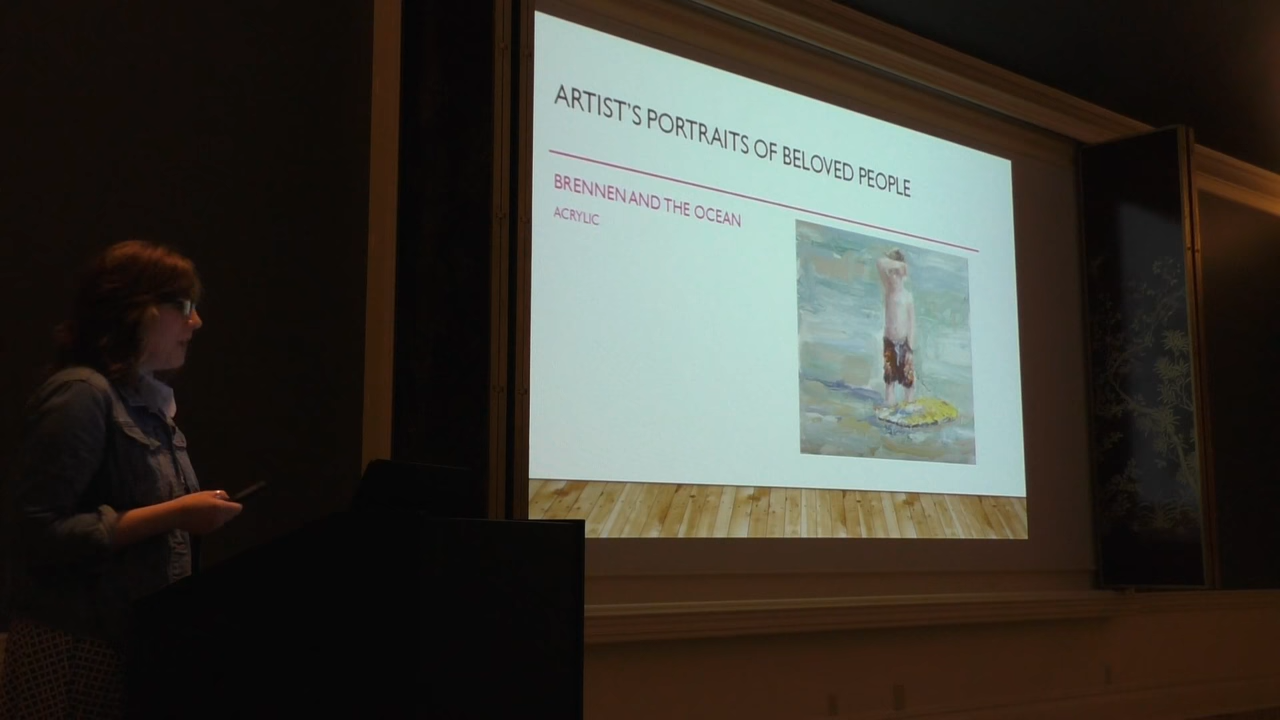 ARTIST'S PORTRAITS OF BELOVED PEOPLE
BRENNEN AND THE OCEAN
ACRYLIC